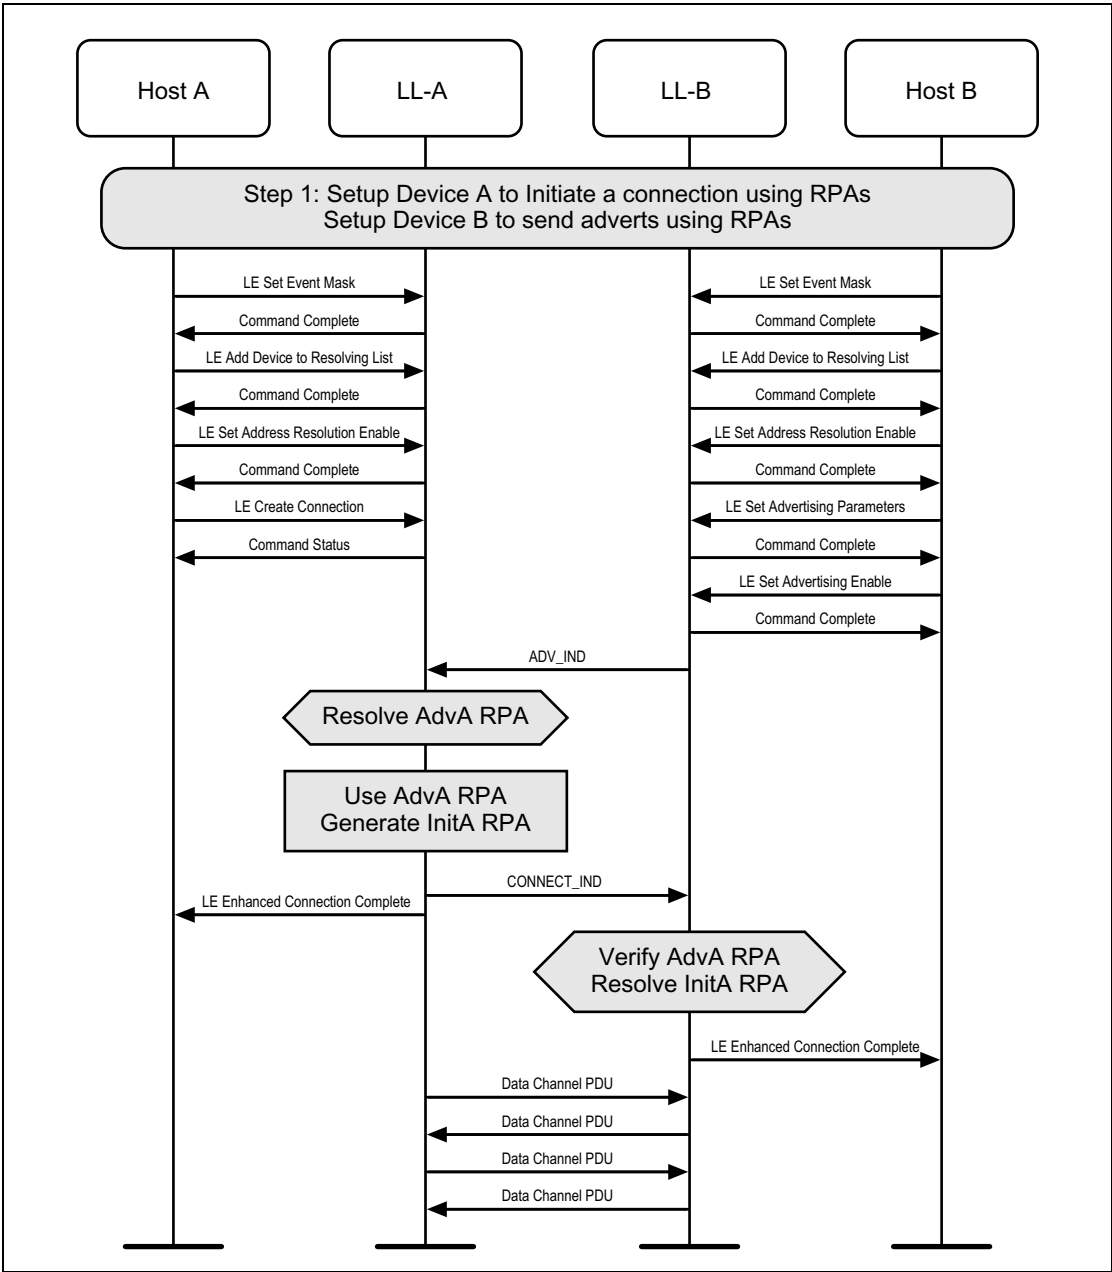 Host A
LL-A
LL-B
Host B
Step 1: Setup Device A to Initiate a connection using RPAs
Setup Device B to send adverts using RPAs
LE Set Event Mask
LE Set Event Mask
Command Complete
Command Complete
LE Add Device to Resolving List
LE Add Device to Resolving List
Command Complete
Command Complete
LE Set Address Resolution Enable
LE Set Address Resolution Enable
Command Complete
Command Complete
LE Create Connection
LE Set Advertising Parameters
Command Status
Command Complete
LE Set Advertising Enable
Command Complete
ADV_IND
Resolve AdvA RPA
Use AdvA RPA
Generate InitA RPA
CONNECT_IND
LE Enhanced Connection Complete
Verify AdvA RPA
Resolve InitA RPA
LE Enhanced Connection Complete
Data Channel PDU
Data Channel PDU
Data Channel PDU
Data Channel PDU